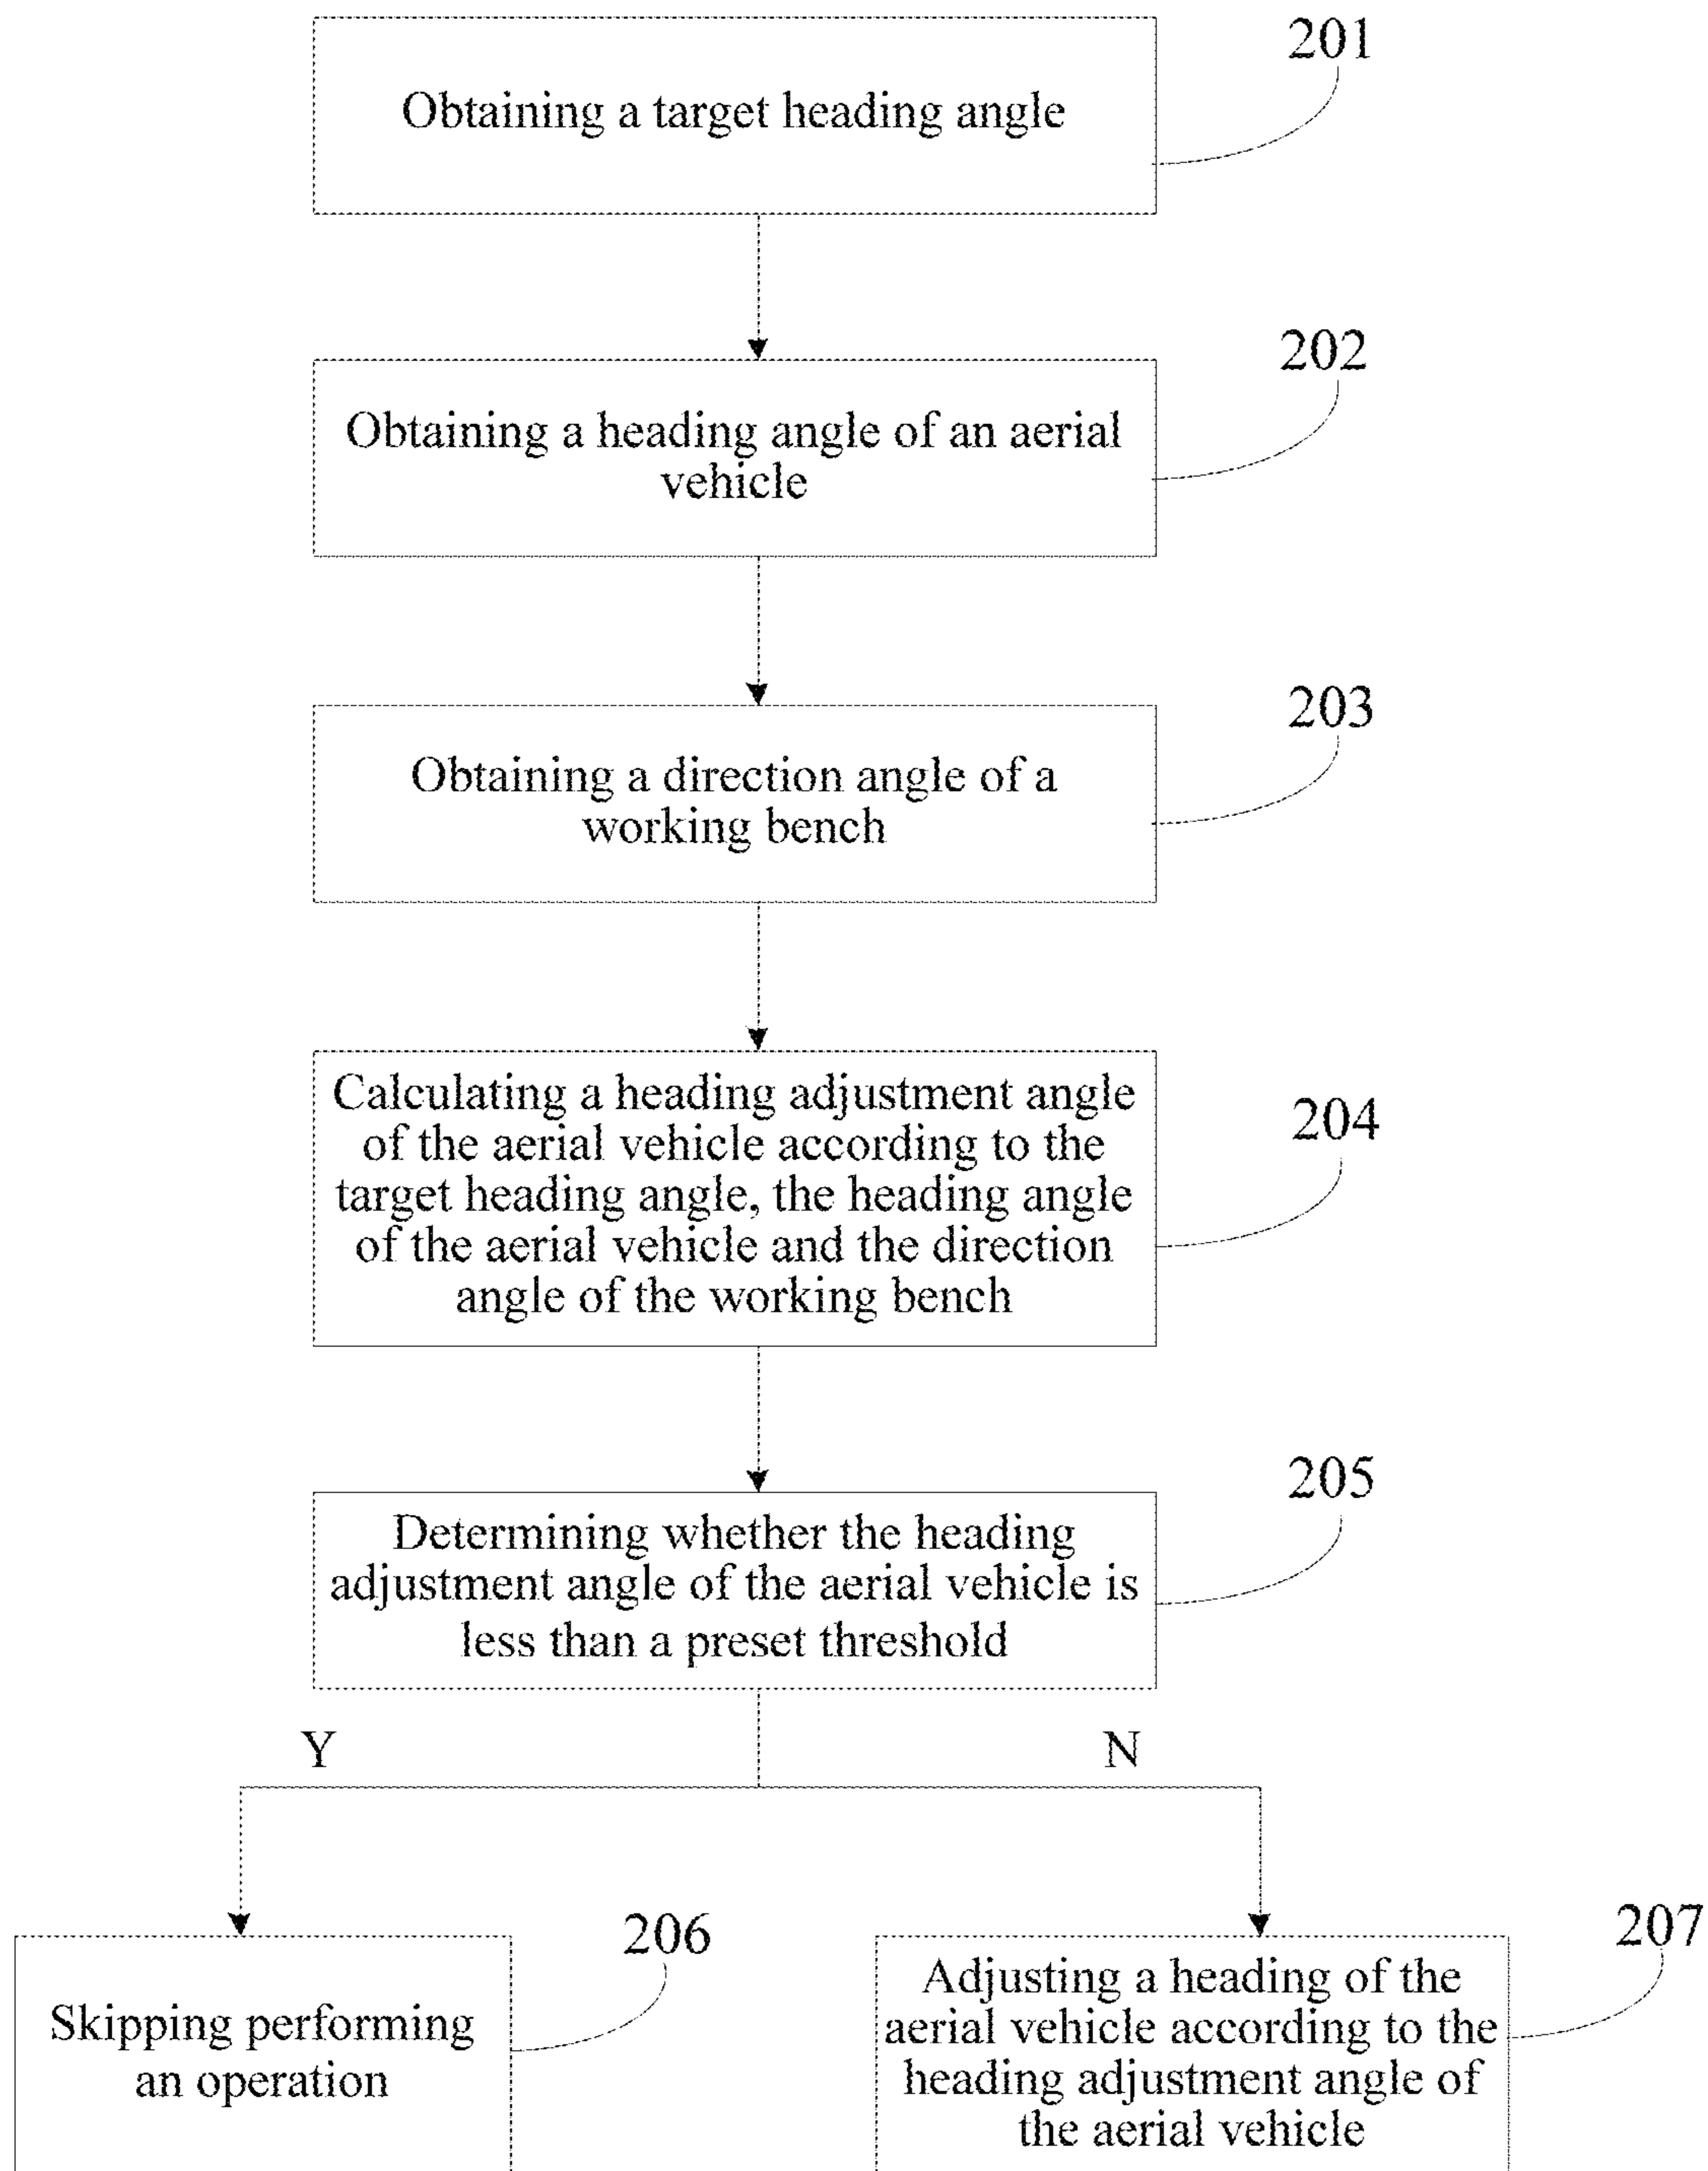 201
Obtaining a target heading angle
202
Obtaining a heading angle of an aerial
vehicle
203
Obtaining a direction angle of a
working bench
204
Calculating a heading adjustment angle
of the aerial vehicle according to the
target heading angle, the heading angle
of the aerial vehicle and the direction
angle of the working bench
205
Determining whether the heading
adjustment angle of the aerial vehicle is
less than a preset threshold
Y
N
206
Skipping performing
an operation
207
Adjusting a heading of the
aerial vehicle according to the
heading adjustment angle of
the aerial vehicle